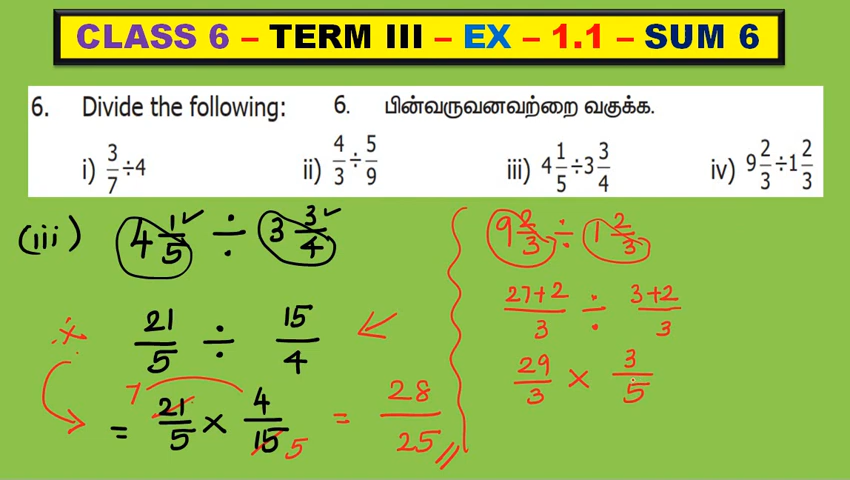 CLASS 6 – TERM III – EX – 1.1 – SUM 6
6. Divide the following: 6. பின்வருவனவற்றை வகுக்க.
i) 3/7 ÷ 4 ii) 4/3 ÷ 5/9 iii) 4 1/5 ÷ 3 3/4 iv) 9 2/3 ÷ 1 2/3
(iii) 4 1/5 ÷ 3 3/4
÷× 21/5 ÷ 15/4
7
= 21/5 × 4/15 = 28/25
5
9 2/3 ÷ 1 2/3
27+2/3 ÷ 3+2/3
29/3 × 3/5